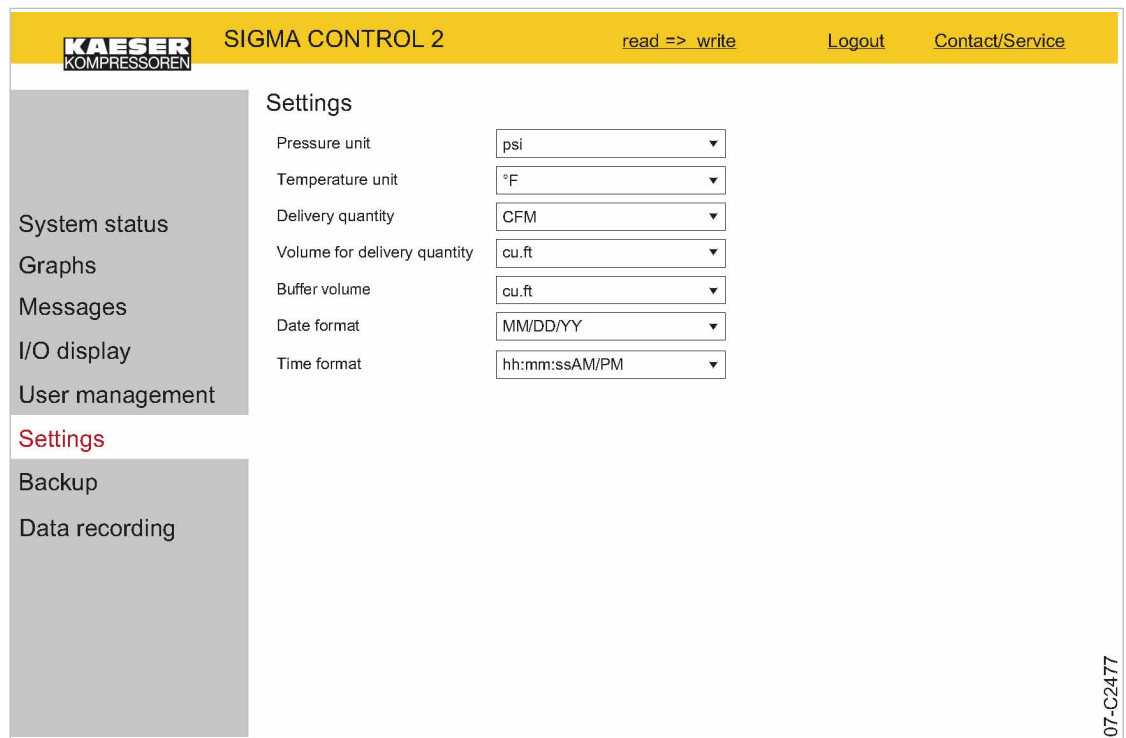 KAESER
KOMPRESSOREN
SIGMA CONTROL 2
read => write
Logout
Contact/Service
System status
Graphs
Messages
I/O display
User management
Settings
Backup
Data recording
Settings
Pressure unit psi
Temperature unit °F
Delivery quantity CFM
Volume for delivery quantity cu.ft
Buffer volume cu.ft
Date format MM/DD/YY
Time format hh:mm:ssAM/PM
07-C2477